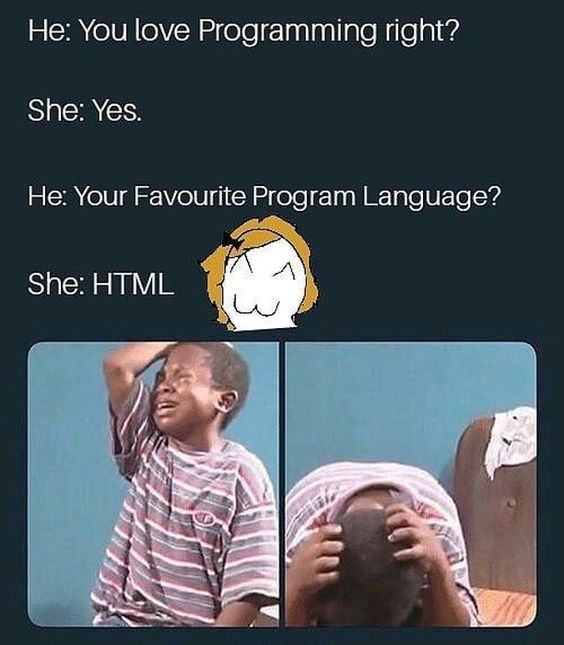 He: You love Programming right?
She: Yes.
He: Your Favourite Program Language?
She: HTML